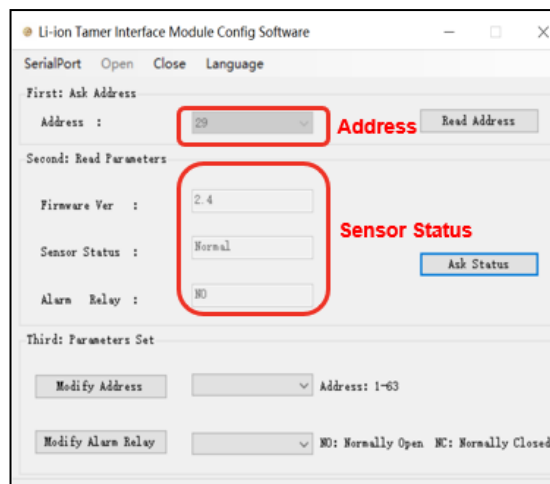 Li-ion Tamer Interface Module Config Software
SerialPort Open Close Language
First: Ask Address
Address : 29 Address Read Address
Second: Read Parameters
Firmware Ver : 2.4
Sensor Status
Sensor Status : Normal
Ask Status
Alarm Relay : NO
Third: Parameters Set
Modify Address Address: 1-63
Modify Alarm Relay NO: Normally Open NC: Normally Closed